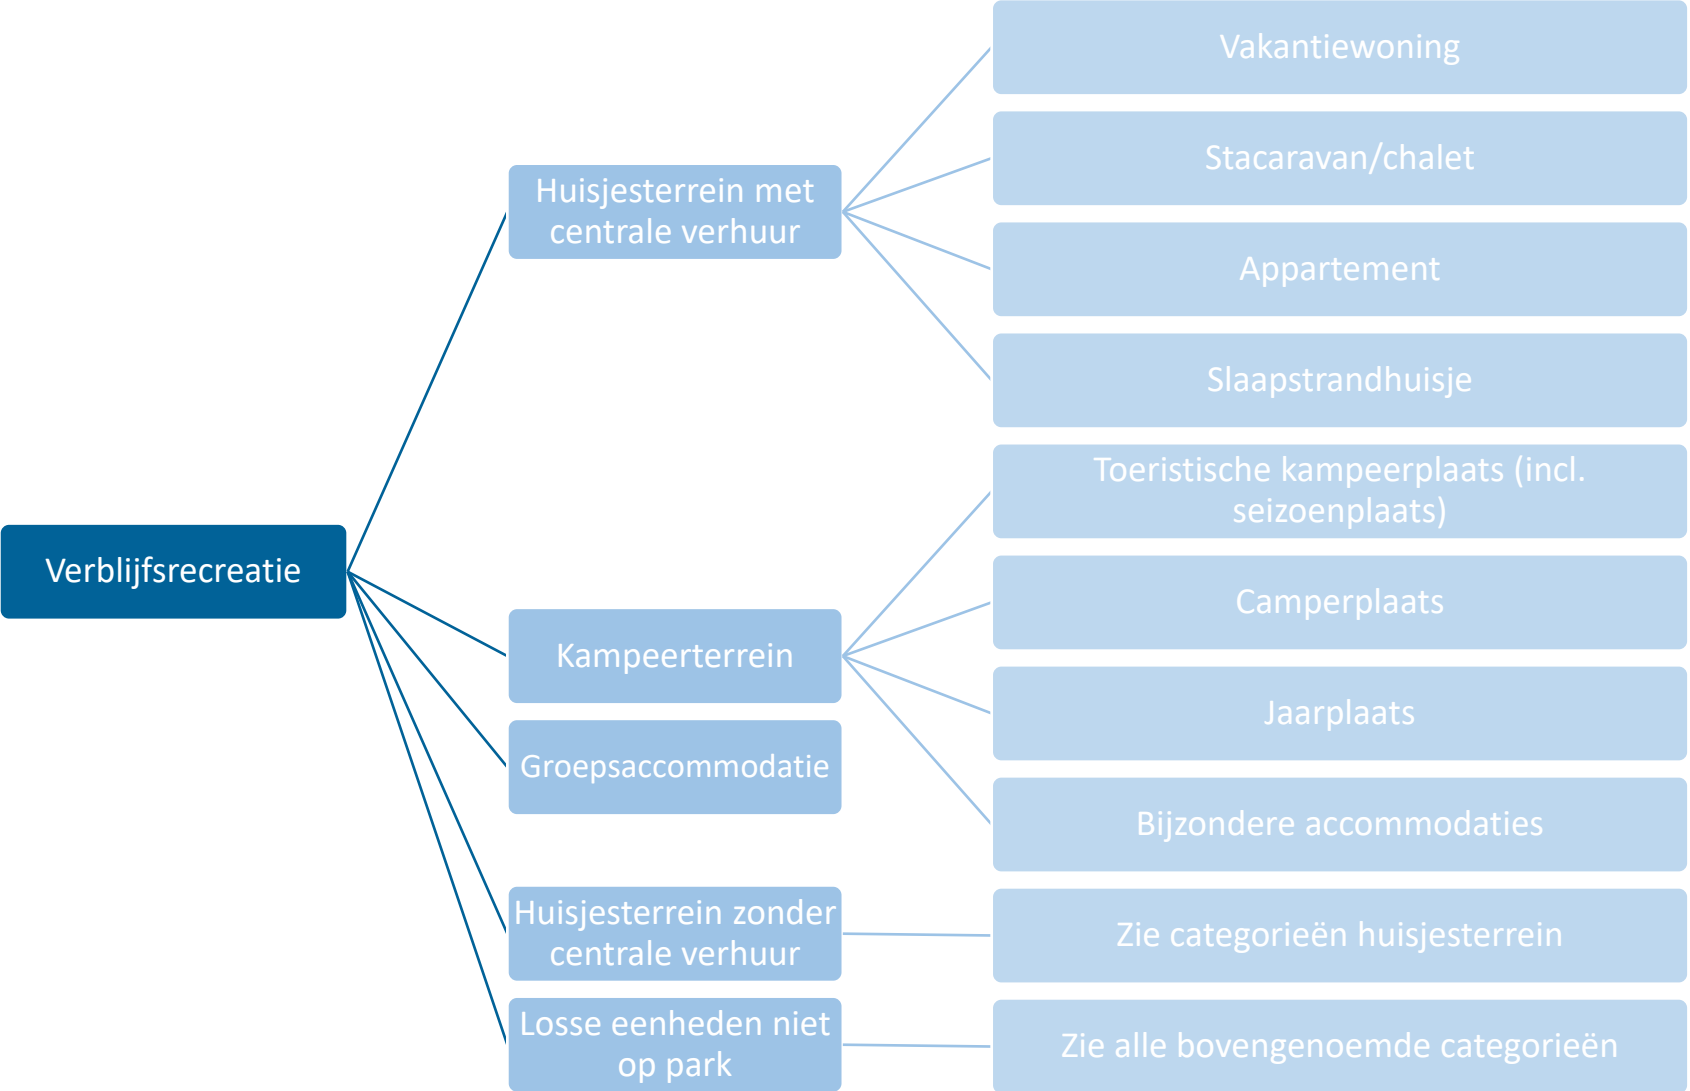 Verblijfsrecreatie
Huisjesterrein met
centrale verhuur
Vakantiewoning
Stacaravan/chalet
Appartement
Slaapstrandhuisje
Kampeerterrein
Toeristische kampeerplaats (incl.
seizoenplaats)
Camperplaats
Jaarplaats
Bijzondere accommodaties
Groepsaccommodatie
Huisjesterrein zonder
centrale verhuur
Zie categorieën huisjesterrein
Losse eenheden niet
op park
Zie alle bovengenoemde categorieën